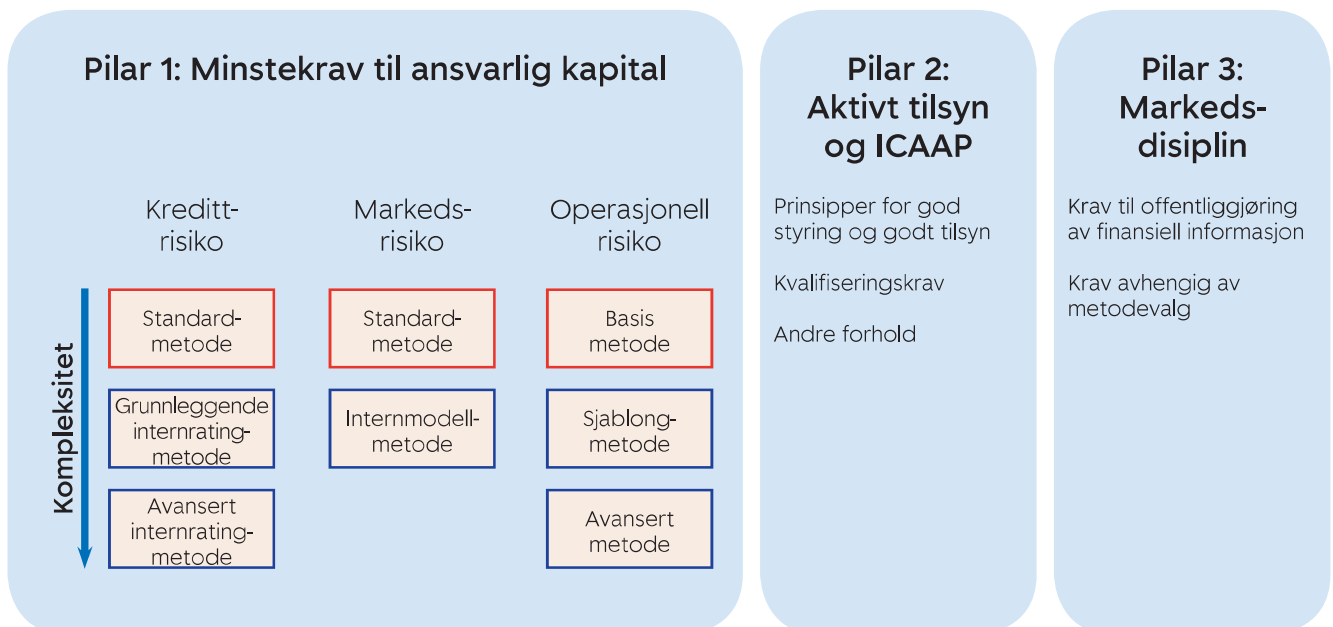 Pilar 1: Minstekrav til ansvarlig kapital
Kreditt-
risiko
Markeds-
risiko
Operasjonell
risiko
Kompleksitet
Standard-
metode
Standard-
metode
Basis
metode
Grunnleggende
internrating-
metode
Internmodell-
metode
Sjablong-
metode
Avansert
internrating-
metode
Avansert
metode
Pilar 2:
Aktivt tilsyn
og ICAAP
Prinsipper for god
styring og godt tilsyn
Kvalifiseringskrav
Andre forhold
Pilar 3:
Markeds-
disiplin
Krav til offentliggjøring
av finansiell informasjon
Krav avhengig av
metodevalg